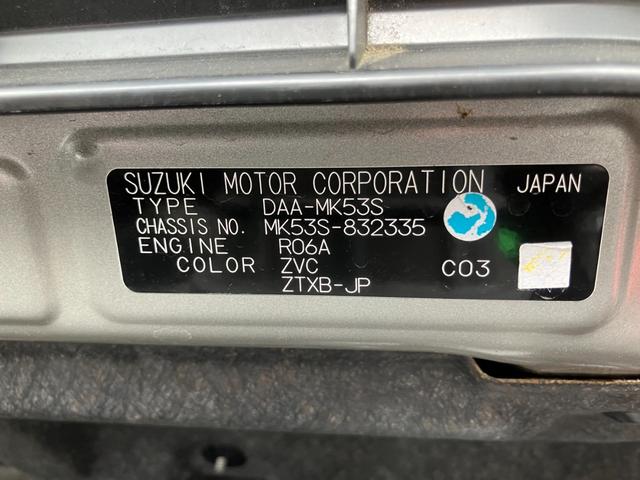 SUZUKI MOTOR CORPORATION JAPAN
TYPE DAA-MK53S
CHASSIS NO. MK53S-832335
ENGINE R06A
COLOR ZVC C03
ZTXB-JP